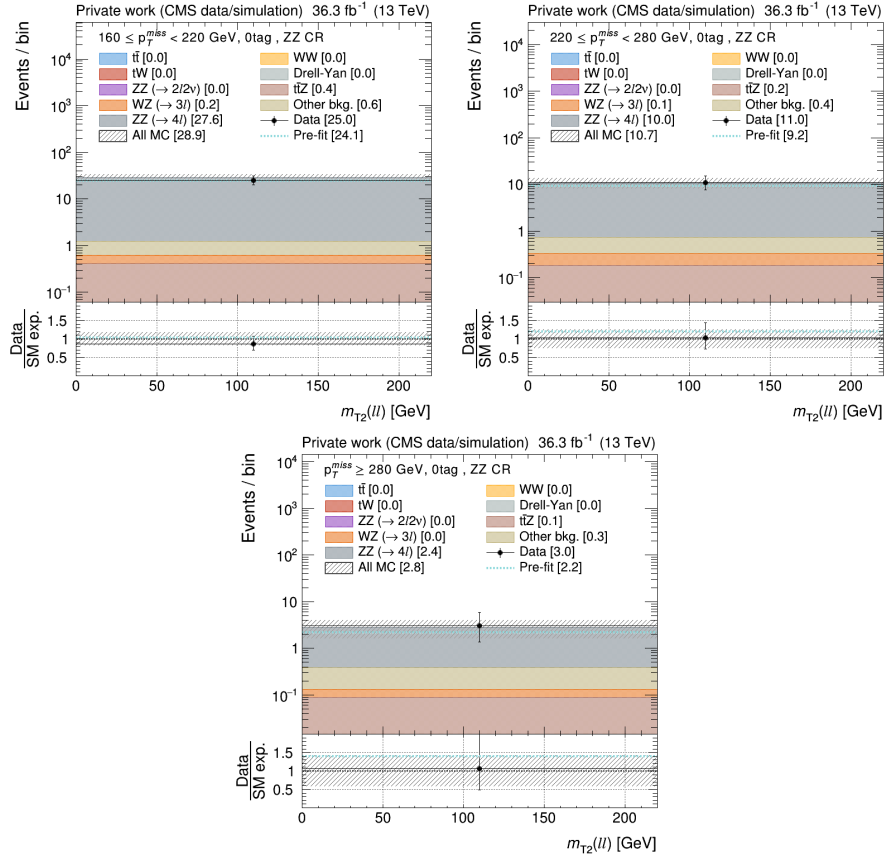 Private work (CMS data/simulation) 36.3 fb⁻¹ (13 TeV)
Events / bin
160 ≤ p_T^miss < 220 GeV, 0tag , ZZ CR
tt̄ [0.0]
WW [0.0]
tW [0.0]
Drell-Yan [0.0]
ZZ (→ 2l2ν) [0.0]
tt̄Z [0.4]
WZ (→ 3l) [0.2]
Other bkg. [0.6]
ZZ (→ 4l) [27.6]
Data [25.0]
All MC [28.9]
Pre-fit [24.1]
10⁴
10³
10²
10
1
10⁻¹
Data
SM exp.
1.5
1
0.5
0 50 100 150 200
m_T2(ll) [GeV]
Private work (CMS data/simulation) 36.3 fb⁻¹ (13 TeV)
Events / bin
220 ≤ p_T^miss < 280 GeV, 0tag , ZZ CR
tt̄ [0.0]
WW [0.0]
tW [0.0]
Drell-Yan [0.0]
ZZ (→ 2l2ν) [0.0]
tt̄Z [0.2]
WZ (→ 3l) [0.1]
Other bkg. [0.4]
ZZ (→ 4l) [10.0]
Data [11.0]
All MC [10.7]
Pre-fit [9.2]
10⁴
10³
10²
10
1
10⁻¹
Data
SM exp.
1.5
1
0.5
0 50 100 150 200
m_T2(ll) [GeV]
Private work (CMS data/simulation) 36.3 fb⁻¹ (13 TeV)
Events / bin
p_T^miss ≥ 280 GeV, 0tag , ZZ CR
tt̄ [0.0]
WW [0.0]
tW [0.0]
Drell-Yan [0.0]
ZZ (→ 2l2ν) [0.0]
tt̄Z [0.1]
WZ (→ 3l) [0.0]
Other bkg. [0.3]
ZZ (→ 4l) [2.4]
Data [3.0]
All MC [2.8]
Pre-fit [2.2]
10⁴
10³
10²
10
1
10⁻¹
Data
SM exp.
1.5
1
0.5
0 50 100 150 200
m_T2(ll) [GeV]